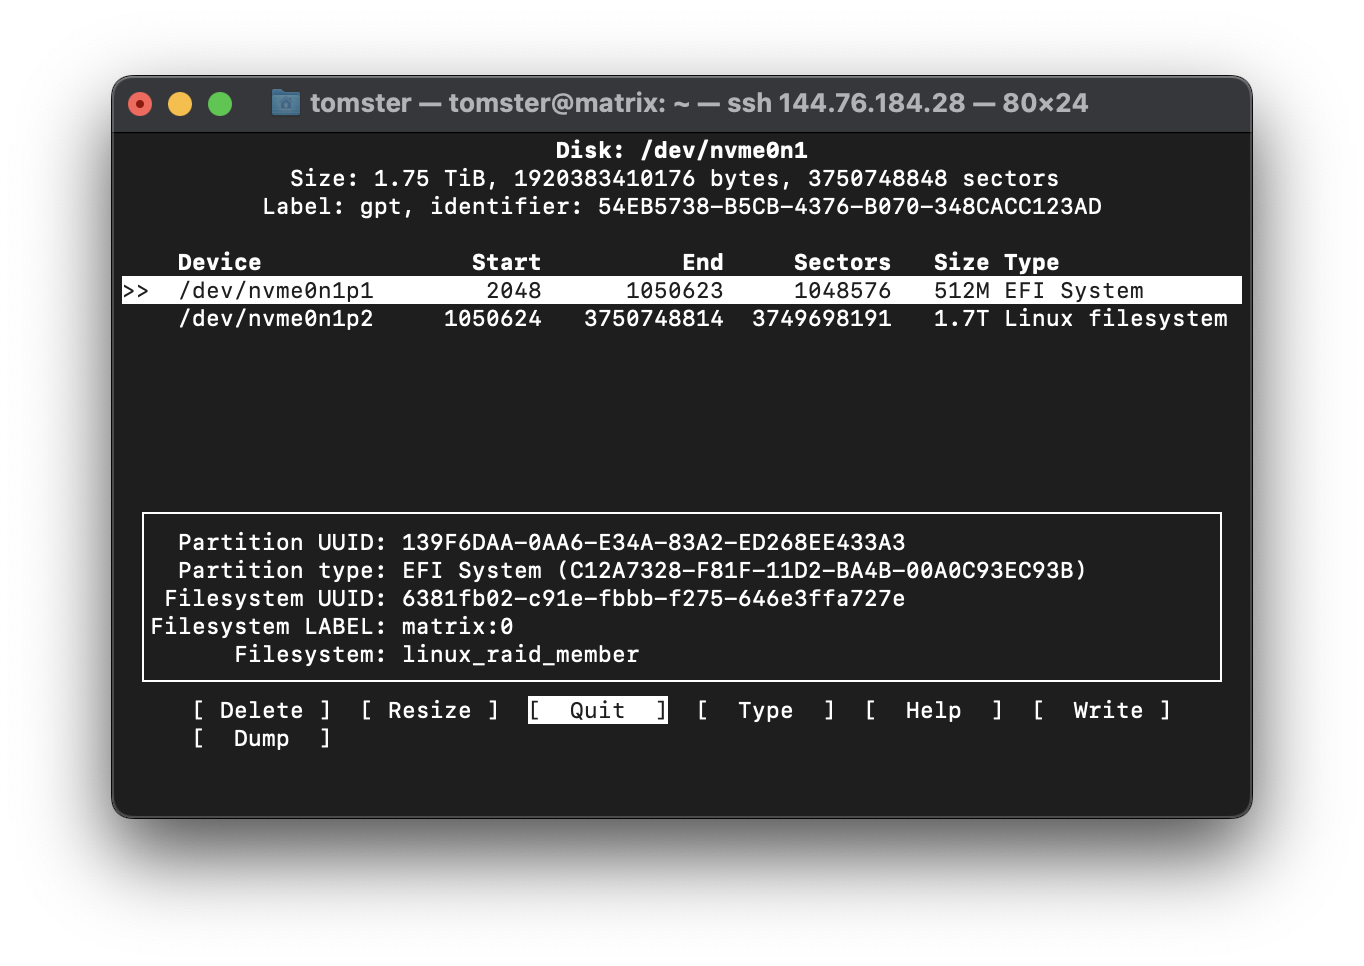 tomster — tomster@matrix: ~ — ssh 144.76.184.28 — 80×24
Disk: /dev/nvme0n1
Size: 1.75 TiB, 1920383410176 bytes, 3750748848 sectors
Label: gpt, identifier: 54EB5738-B5CB-4376-B070-348CACC123AD
Device Start End Sectors Size Type
>> /dev/nvme0n1p1 2048 1050623 1048576 512M EFI System
/dev/nvme0n1p2 1050624 3750748814 3749698191 1.7T Linux filesystem
Partition UUID: 139F6DAA-0AA6-E34A-83A2-ED268EE433A3
Partition type: EFI System (C12A7328-F81F-11D2-BA4B-00A0C93EC93B)
Filesystem UUID: 6381fb02-c91e-fbbb-f275-646e3ffa727e
Filesystem LABEL: matrix:0
Filesystem: linux_raid_member
[ Delete ] [ Resize ] [ Quit ] [ Type ] [ Help ] [ Write ]
[ Dump ]